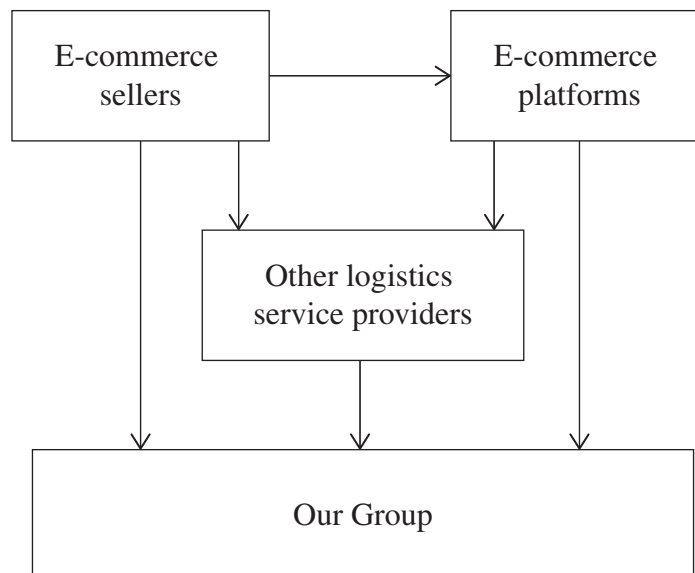 E-commerce
sellers
E-commerce
platforms
Other logistics
service providers
Our Group